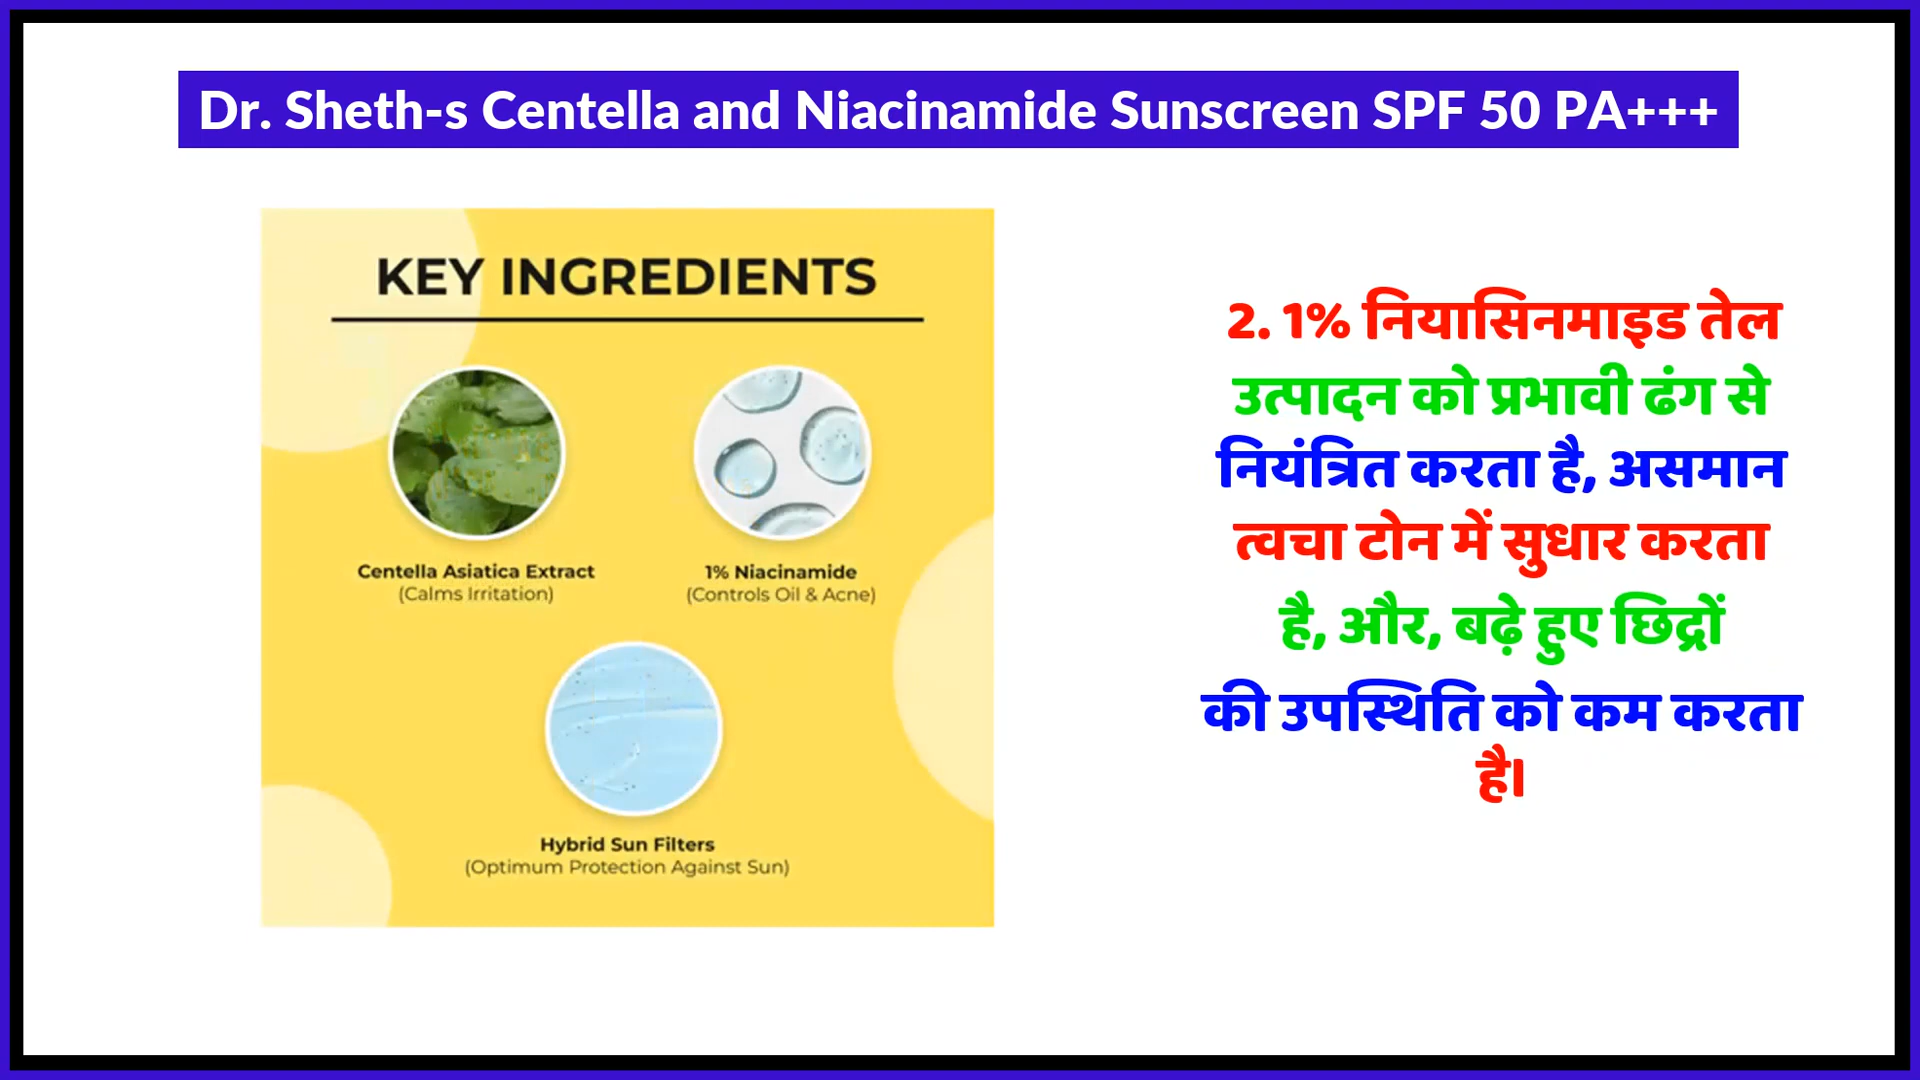 Dr. Sheth-s Centella and Niacinamide Sunscreen SPF 50 PA+++
KEY INGREDIENTS
Centella Asiatica Extract
(Calms Irritation)
1% Niacinamide
(Controls Oil & Acne)
Hybrid Sun Filters
(Optimum Protection Against Sun)
2. 1% नियासिनमाइड तेल
उत्पादन को प्रभावी ढंग से
नियंत्रित करता है, असमान
त्वचा टोन में सुधार करता
है, और, बढ़े हुए छिद्रों
की उपस्थिति को कम करता
है।